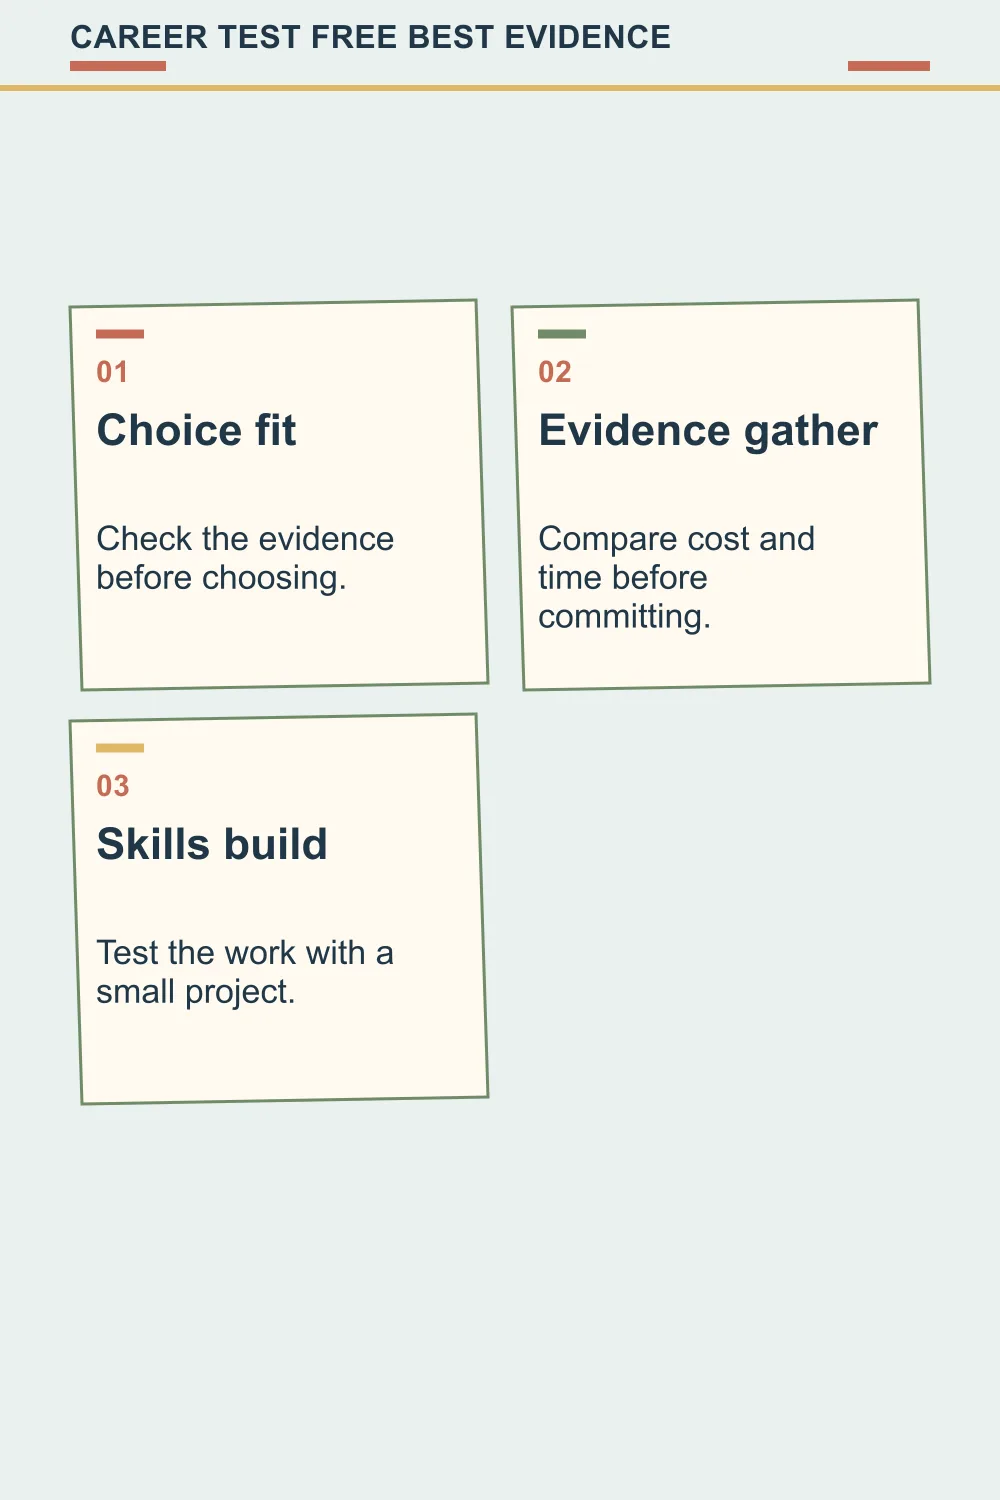 CAREER TEST FREE BEST EVIDENCE
01
Choice fit
Check the evidence
before choosing.
02
Evidence gather
Compare cost and
time before
committing.
03
Skills build
Test the work with a
small project.